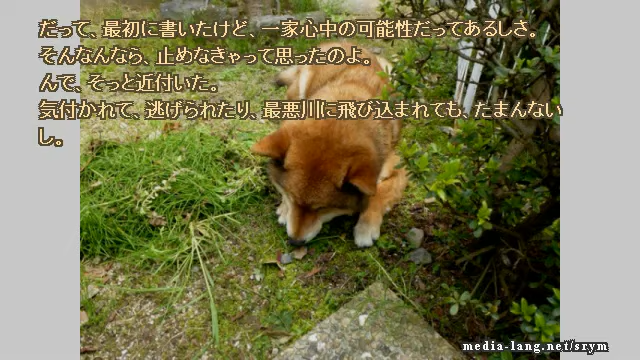 だって、最初に書いたけど、一家心中の可能性だってあるしさ。
そんなんなら、止めなきゃって思ったのよ。
んで、そっと近付いた。
気付かれて、逃げられたり、最悪川に飛び込まれても、たまんない
し。
media-lang.net/srym